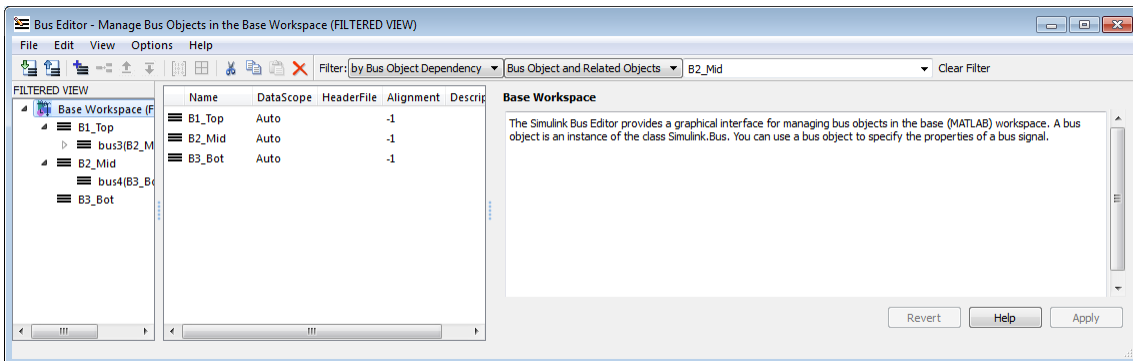 Bus Editor - Manage Bus Objects in the Base Workspace (FILTERED VIEW)
File Edit View Options Help
Filter: by Bus Object Dependency Bus Object and Related Objects B2_Mid Clear Filter
FILTERED VIEW
Base Workspace (F
B1_Top
bus3(B2_M
B2_Mid
bus4(B3_Bo
B3_Bot
Name DataScope HeaderFile Alignment Descrip
B1_Top Auto -1
B2_Mid Auto -1
B3_Bot Auto -1
Base Workspace
The Simulink Bus Editor provides a graphical interface for managing bus objects in the base (MATLAB) workspace. A bus
object is an instance of the class Simulink.Bus. You can use a bus object to specify the properties of a bus signal.
Revert Help Apply